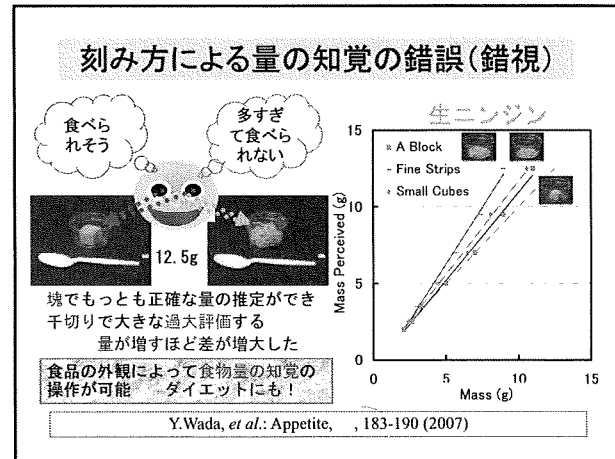 刻み方による量の知覚の錯誤(錯視)
食べら
れそう
多すぎ
て食べら
れない
12.5g
塊でもっとも正確な量の推定ができ
千切りで大きな過大評価する
量が増すほど差が増大した
食品の外観によって食物量の知覚の
操作が可能 ダイエットにも!
生ニンジン
15
10
5
0
Mass Perceived (g)
A Block
Fine Strips
Small Cubes
0 5 10 15
Mass (g)
Y.Wada, et al.: Appetite, , 183-190 (2007)